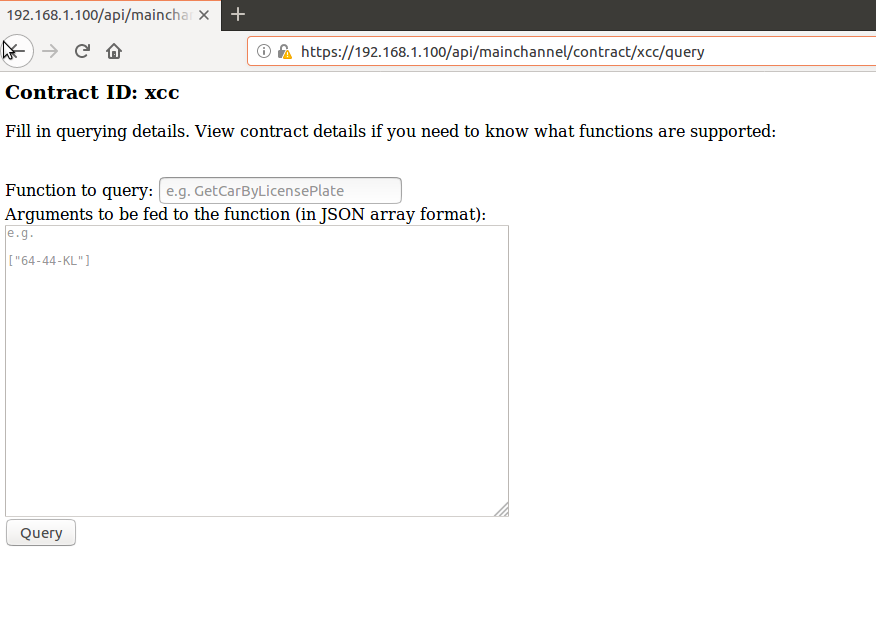 192.168.1.100/api/mainchan
https://192.168.1.100/api/mainchannel/contract/xcc/query
Contract ID: xcc
Fill in querying details. View contract details if you need to know what functions are supported:
Function to query: e.g. GetCarByLicensePlate
Arguments to be fed to the function (in JSON array format):
e.g.
["64-44-KL"]
Query